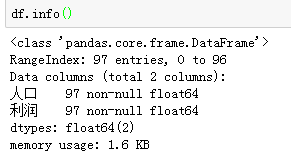 df.info()
<class 'pandas.core.frame.DataFrame'>
RangeIndex: 97 entries, 0 to 96
Data columns (total 2 columns):
人口    97 non-null float64
利润    97 non-null float64
dtypes: float64(2)
memory usage: 1.6 KB